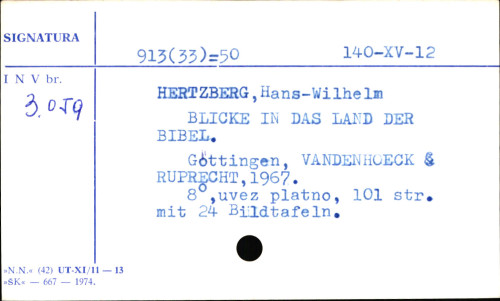 SIGNATURA
913(33)=50 140-XV-12
I N V br.
3.059
HERTZBERG,Hans-Wilhelm
BLICKE IN DAS LAND DER
BIBEL.
Göttingen, VANDENHOECK &
RUPRECHT,1967.
8°,uvez platno, 101 str.
mit 24 Bildtafeln.
»N.N.« (42) UT-XI/11 — 13
»SK« — 667 — 1974.